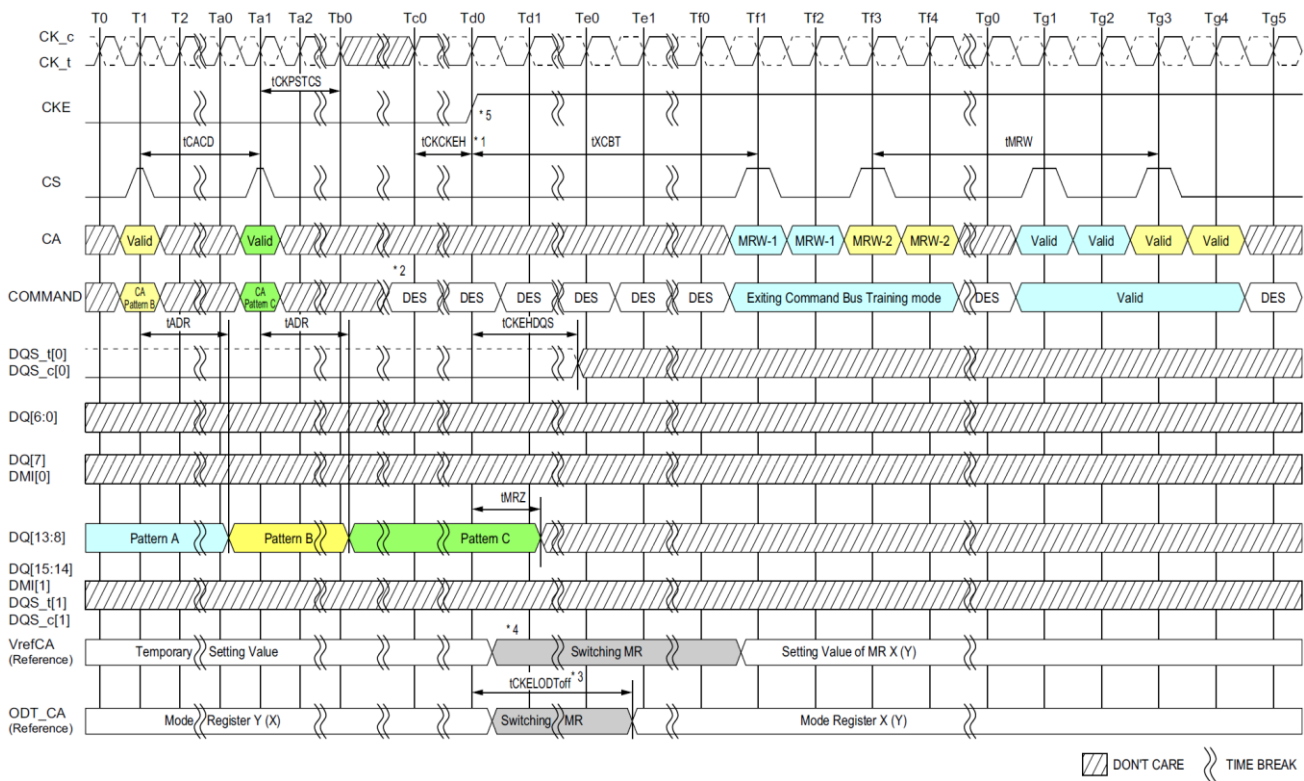 T0 T1 T2 Ta0 Ta1 Ta2 Tb0 Tc0 Td0 Td1 Te0 Te1 Tf0 Tf1 Tf2 Tf3 Tf4 Tg0 Tg1 Tg2 Tg3 Tg4 Tg5
CK_c
CK_t
tCKPSTCS
CKE
* 5
tCACD tCKCKEH * 1 tXCBT tMRW
CS
CA Valid Valid MRW-1 MRW-1 MRW-2 MRW-2 Valid Valid Valid Valid
* 2
COMMAND CA Pattern B CA Pattern C DES DES DES DES DES DES Exiting Command Bus Training mode DES Valid DES
tADR tADR tCKEHDQS
DQS_t[0]
DQS_c[0]
DQ[6:0]
DQ[7]
DMI[0]
tMRZ
DQ[13:8] Pattern A Pattern B Pattern C
DQ[15:14]
DMI[1]
DQS_t[1]
DQS_c[1]
* 4
VrefCA
(Reference)
Temporary Setting Value Switching MR Setting Value of MR X (Y)
tCKELODToff * 3
ODT_CA
(Reference)
Mode Register Y (X) Switching MR Mode Register X (Y)
DON'T CARE TIME BREAK